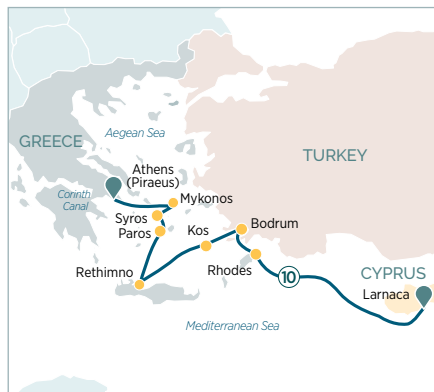 Aegean Sea
GREECE
Athens
(Piraeus)
TURKEY
Corinth
Canal
Mykonos
Syros
Paros
Kos
Bodrum
Rethimno
Rhodes
10
CYPRUS
Larnaca
Mediterranean Sea